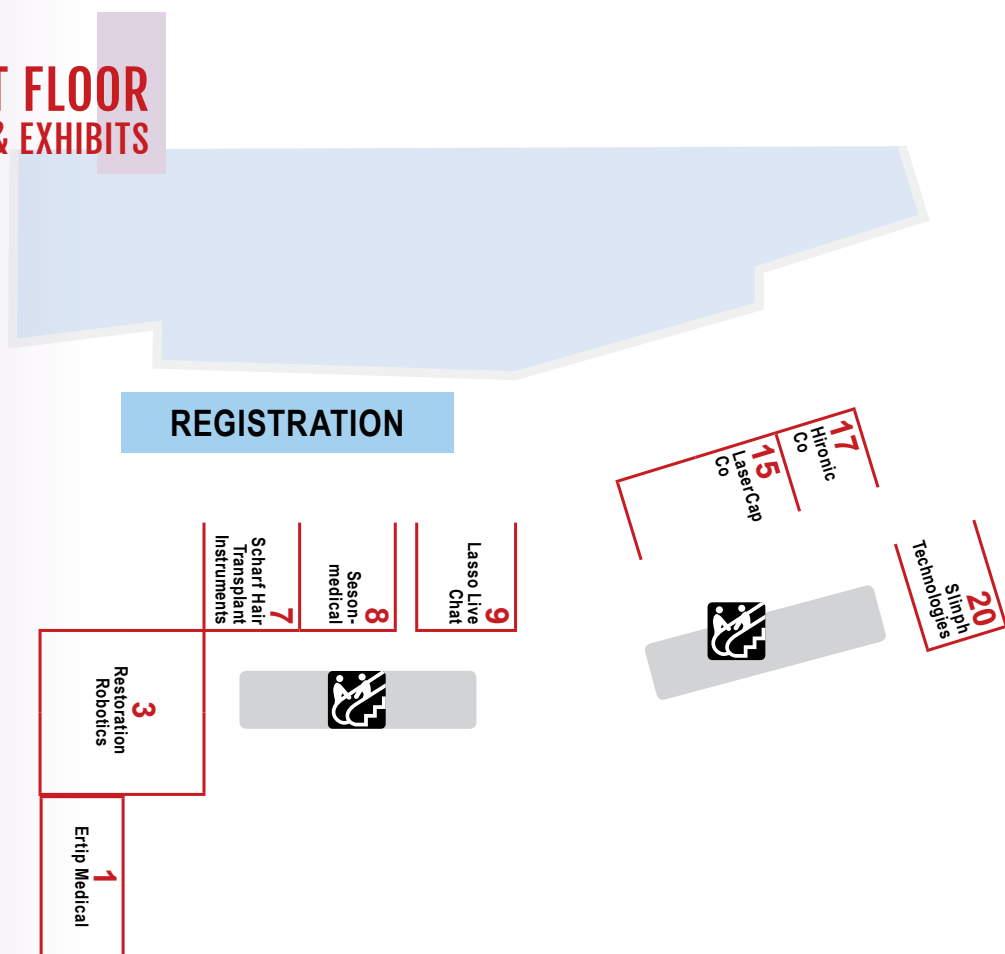 T FLOOR
& EXHIBITS
REGISTRATION
17
Hironic
Co
15
LaserCap
Co
7
Scharf Hair
Transplant
Instruments
8
Seson-
medical
9
Lasso Live
Chat
20
Slinph
Technologies
3
Restoration
Robotics
1
Ertip Medical